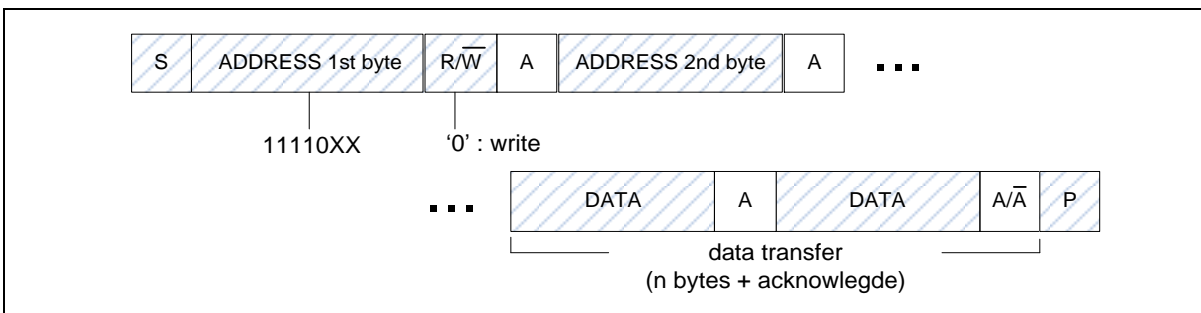 S ADDRESS 1st byte R/W̅ A ADDRESS 2nd byte A ...
11110XX '0' : write
... DATA A DATA A/A̅ P
data transfer
(n bytes + acknowlegde)